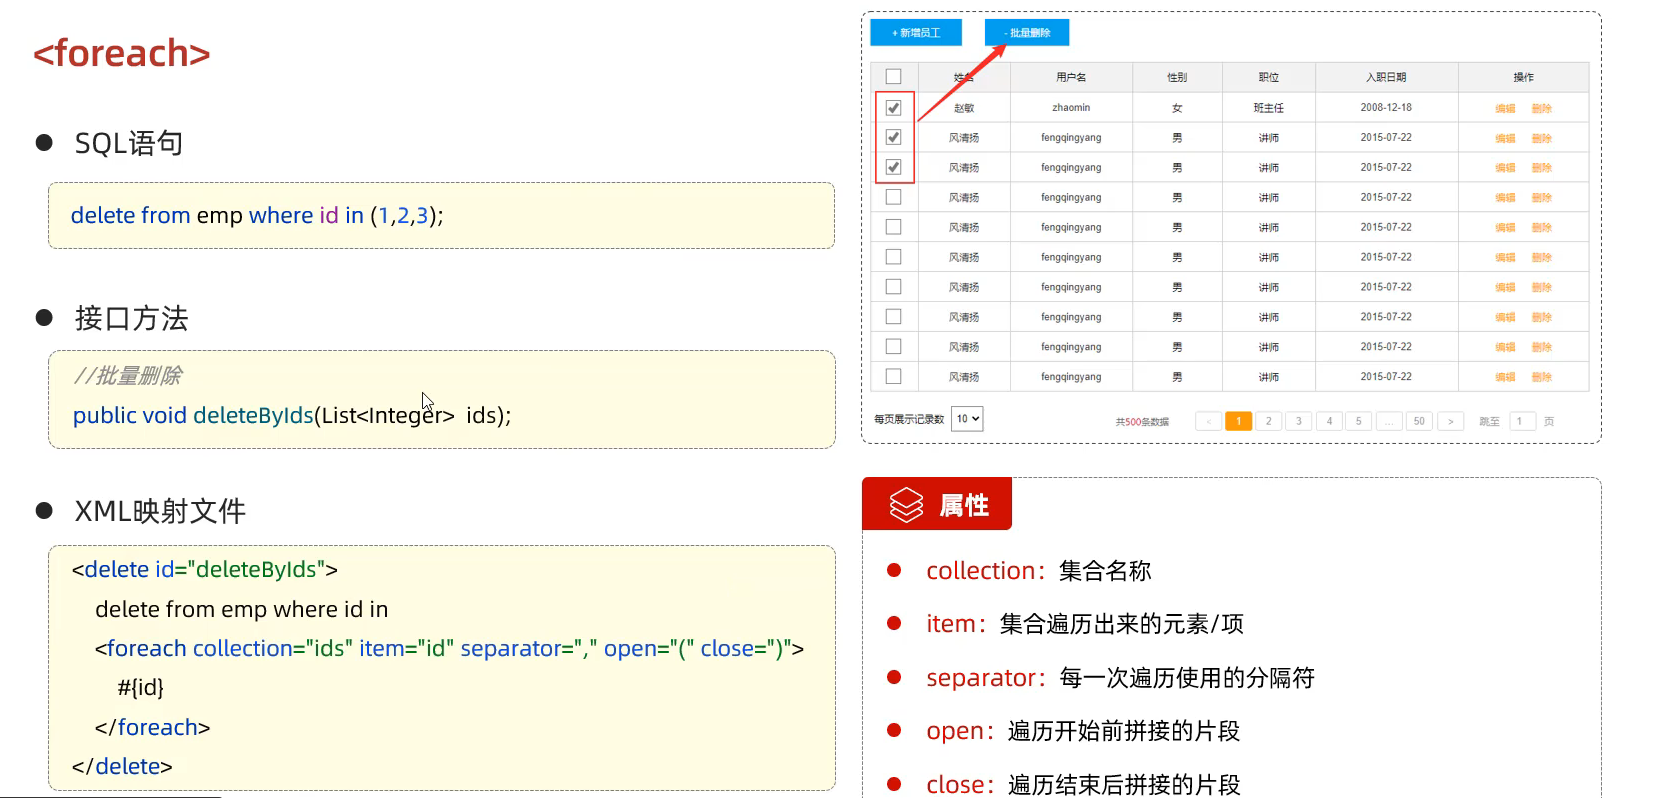 <foreach>
SQL语句
delete from emp where id in (1,2,3);
接口方法
//批量删除
public void deleteByIds(List<Integer> ids);
XML映射文件
<delete id="deleteByIds">
delete from emp where id in
<foreach collection="ids" item="id" separator="," open="(" close=")">
#{id}
</foreach>
</delete>
+ 新增员工 - 批量删除
姓名 用户名 性别 职位 入职日期 操作
赵敏 zhaomin 女 班主任 2008-12-18 编辑 删除
风清扬 fengqingyang 男 讲师 2015-07-22 编辑 删除
风清扬 fengqingyang 男 讲师 2015-07-22 编辑 删除
风清扬 fengqingyang 男 讲师 2015-07-22 编辑 删除
风清扬 fengqingyang 男 讲师 2015-07-22 编辑 删除
风清扬 fengqingyang 男 讲师 2015-07-22 编辑 删除
风清扬 fengqingyang 男 讲师 2015-07-22 编辑 删除
风清扬 fengqingyang 男 讲师 2015-07-22 编辑 删除
风清扬 fengqingyang 男 讲师 2015-07-22 编辑 删除
风清扬 fengqingyang 男 讲师 2015-07-22 编辑 删除
每页展示记录数 10 共500条数据 < 1 2 3 4 5 ... 50 > 跳至 1 页
属性
collection：集合名称
item：集合遍历出来的元素/项
separator：每一次遍历使用的分隔符
open：遍历开始前拼接的片段
close：遍历结束后拼接的片段